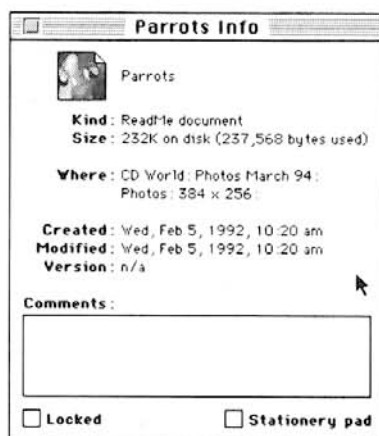 Parrots Info
Parrots
Kind: ReadMe document
Size: 232K on disk (237,568 bytes used)
Where: CD World: Photos March 94:
Photos: 384 x 256:
Created: Wed, Feb 5, 1992, 10:20 am
Modified: Wed, Feb 5, 1992, 10:20 am
Version: n/a
Comments:
Locked
Stationery pad